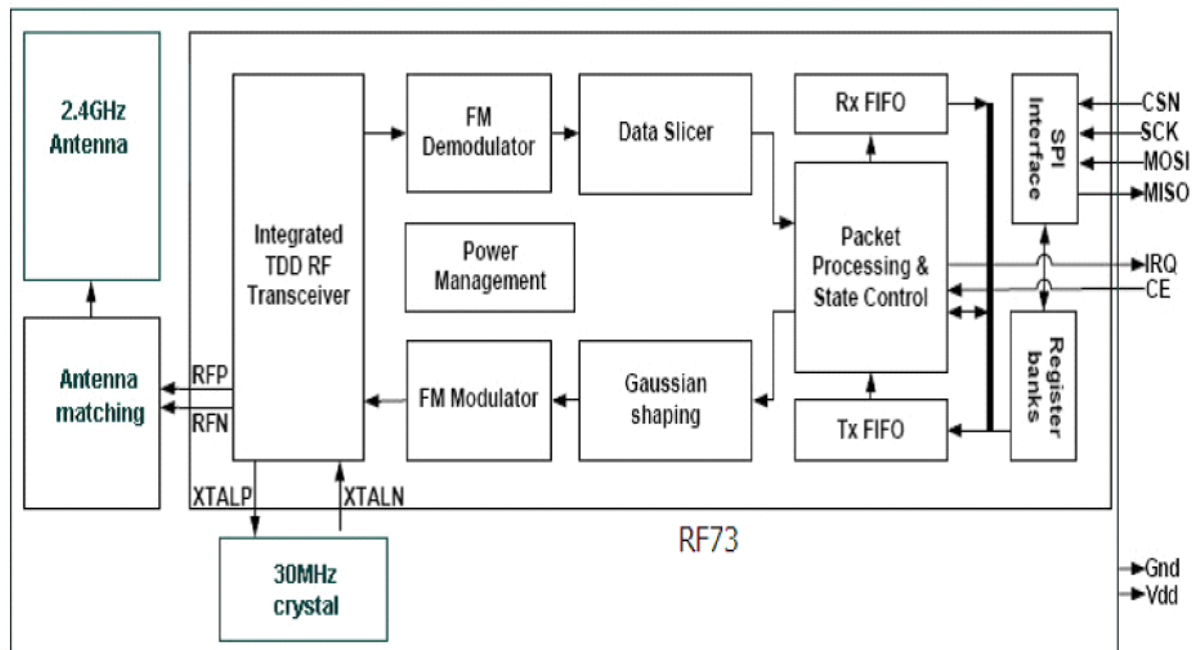 2.4GHz
Antenna
Antenna
matching
RFP
RFN
XTALP
XTALN
30MHz
crystal
Integrated
TDD RF
Transceiver
FM
Demodulator
Data Slicer
Power
Management
FM Modulator
Gaussian
shaping
Rx FIFO
Packet
Processing &
State Control
Tx FIFO
SPI
Interface
Register
banks
CSN
SCK
MOSI
MISO
IRQ
CE
RF73
Gnd
Vdd